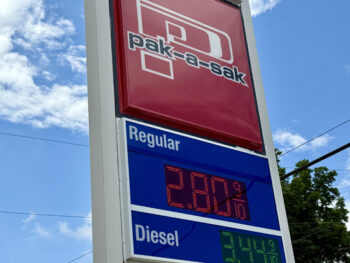 P
pak-a-sak
Regular
2.80 9/10
Diesel
3.44 9/10